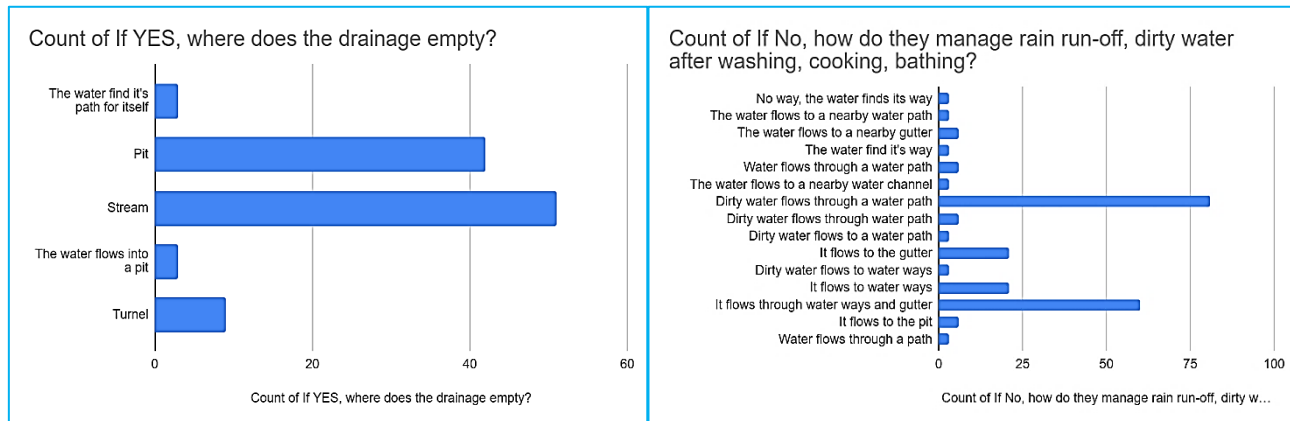 Count of If YES, where does the drainage empty?
The water find it's
path for itself
Pit
Stream
The water flows into
a pit
Turnel
0
20
40
60
Count of If YES, where does the drainage empty?
Count of If No, how do they manage rain run-off, dirty water
after washing, cooking, bathing?
No way, the water finds its way
The water flows to a nearby water path
The water flows to a nearby gutter
The water find it's way
Water flows through a water path
The water flows to a nearby water channel
Dirty water flows through a water path
Dirty water flows through water path
Dirty water flows to a water path
It flows to the gutter
Dirty water flows to water ways
It flows to water ways
It flows through water ways and gutter
It flows to the pit
Water flows through a path
0
25
50
75
100
Count of If No, how do they manage rain run-off, dirty w…